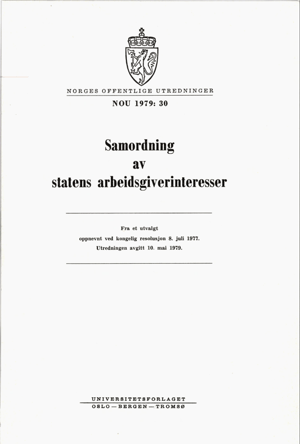 NORGES OFFENTLIGE UTREDNINGER
NOU 1979: 30
Samordning
av
statens arbeidsgiverinteresser
Fra et utvalgt
oppnevnt ved kongelig resolusjon 8. juli 1977.
Utredningen avgitt 10. mai 1979.
UNIVERSITETSFORLAGET
OSLO — BERGEN — TROMSØ